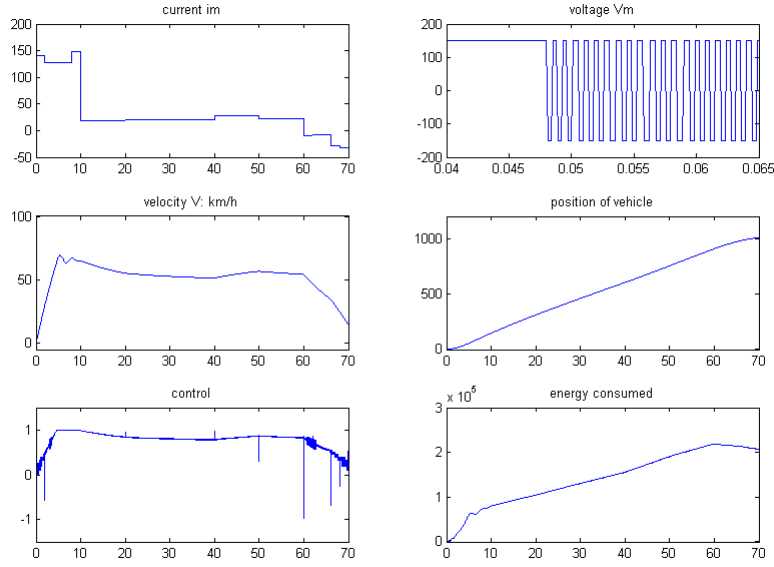 current im
200
150
100
50
0
-50
0 10 20 30 40 50 60 70
voltage Vm
200
100
0
-100
-200
0.04 0.045 0.05 0.055 0.06 0.065
velocity V: km/h
100
50
0
0 10 20 30 40 50 60 70
position of vehicle
1000
500
0
0 10 20 30 40 50 60 70
control
1
0
-1
0 10 20 30 40 50 60 70
energy consumed
x 10^5
3
2
1
0
0 10 20 30 40 50 60 70